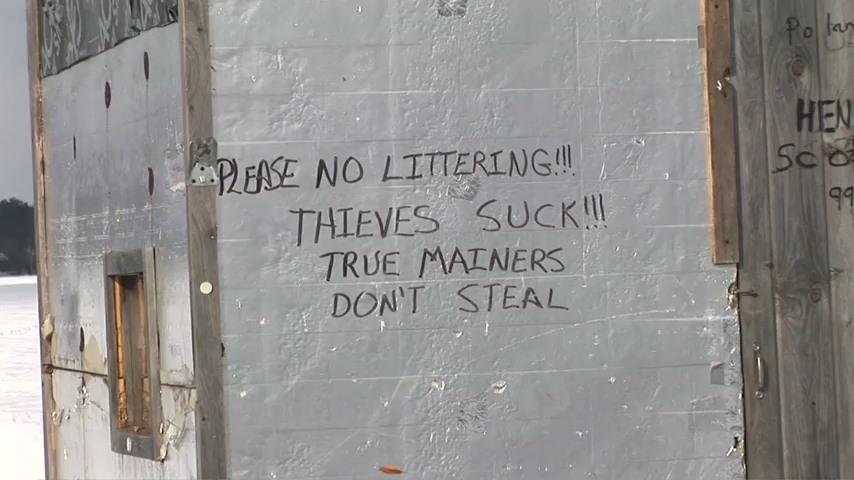 PLEASE NO LITTERING!!!
THIEVES SUCK!!!
TRUE MAINERS
DON'T STEAL
HEN